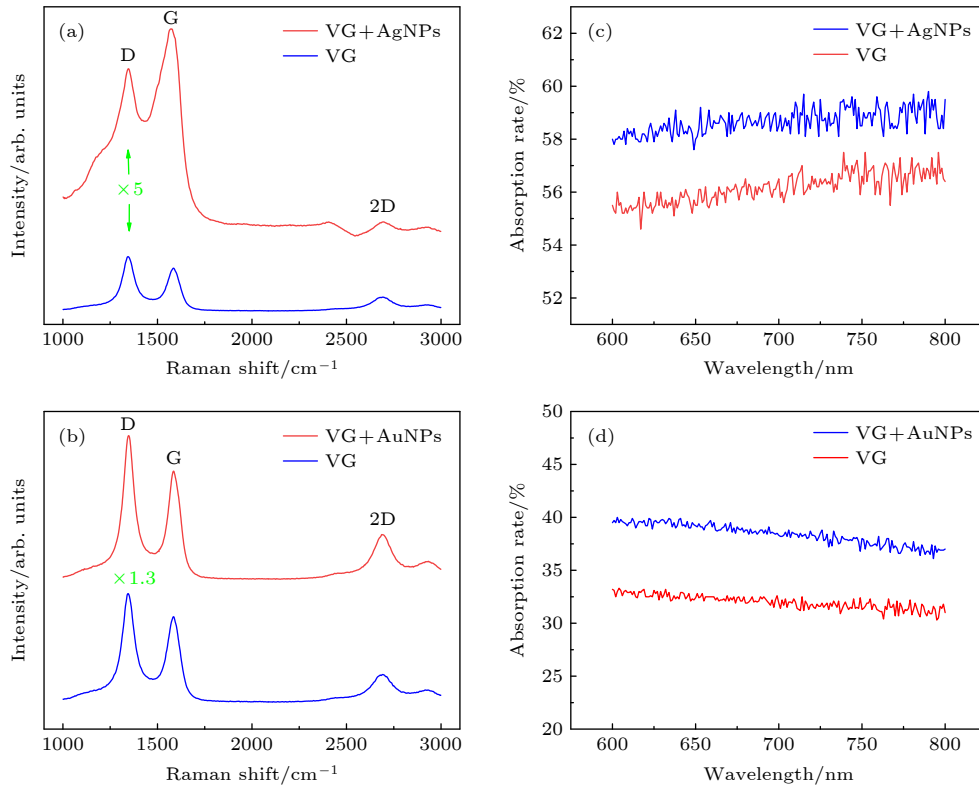 (a)
D
G
VG+AgNPs
VG
×5
2D
Intensity/arb. units
1000 1500 2000 2500 3000
Raman shift/cm⁻¹
(c)
VG+AgNPs
VG
Absorption rate/%
62
60
58
56
54
52
600 650 700 750 800
Wavelength/nm
(b)
D
G
VG+AuNPs
VG
2D
×1.3
Intensity/arb. units
1000 1500 2000 2500 3000
Raman shift/cm⁻¹
(d)
VG+AuNPs
VG
Absorption rate/%
50
45
40
35
30
25
20
600 650 700 750 800
Wavelength/nm